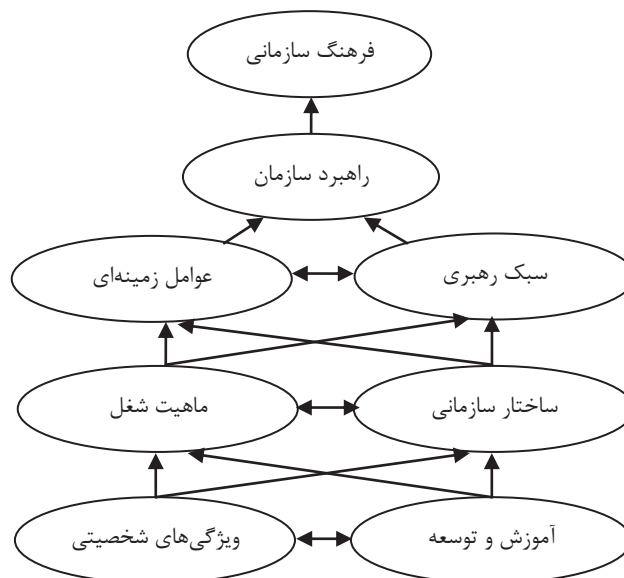 فرهنگ سازمانی
راهبرد سازمان
سبک رهبری
عوامل زمینه‌ای
ساختار سازمانی
ماهیت شغل
آموزش و توسعه
ویژگی‌های شخصیتی